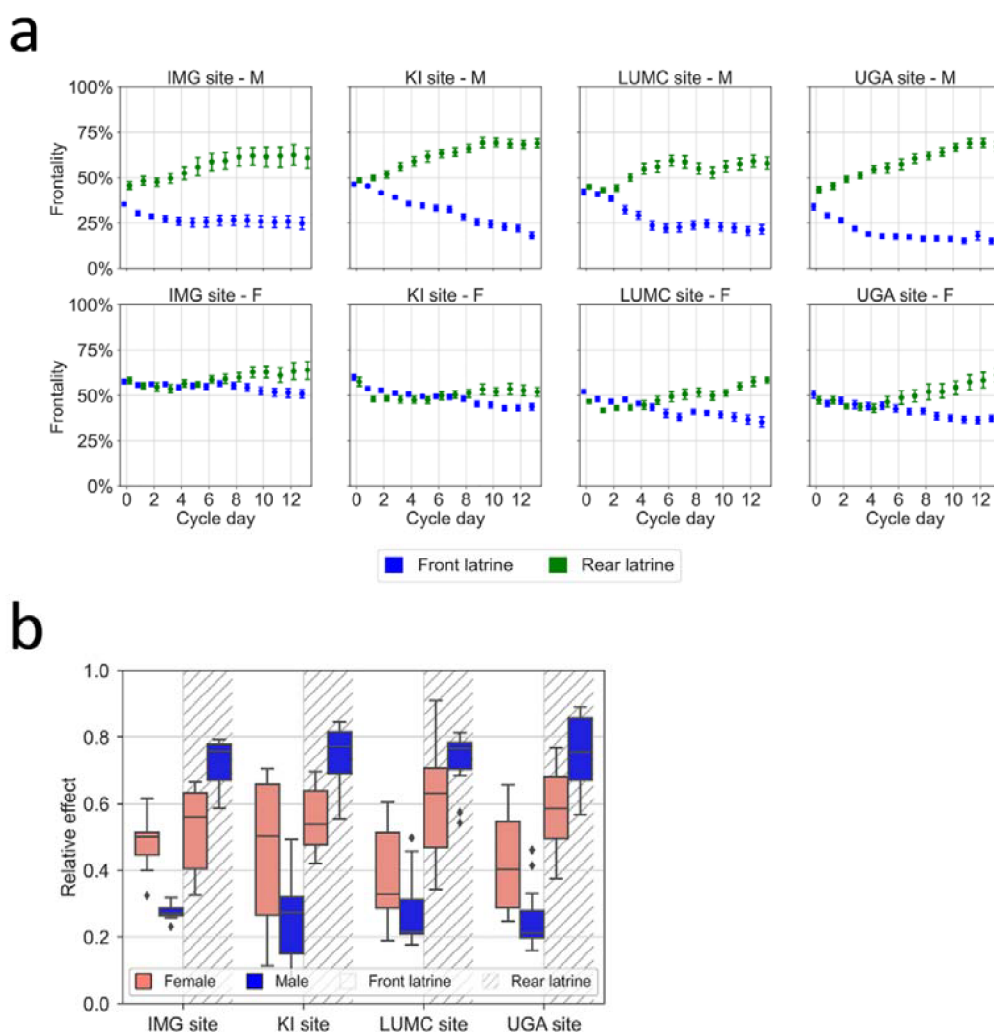 a
IMG site - M
KI site - M
LUMC site - M
UGA site - M
100%
75%
50%
25%
0%
Frontality
IMG site - F
KI site - F
LUMC site - F
UGA site - F
100%
75%
50%
25%
0%
Frontality
0 2 4 6 8 10 12
0 2 4 6 8 10 12
0 2 4 6 8 10 12
0 2 4 6 8 10 12
Cycle day
Cycle day
Cycle day
Cycle day
Front latrine
Rear latrine
b
1.0
0.8
0.6
0.4
0.2
0.0
Relative effect
Female
Male
Front latrine
Rear latrine
IMG site
KI site
LUMC site
UGA site